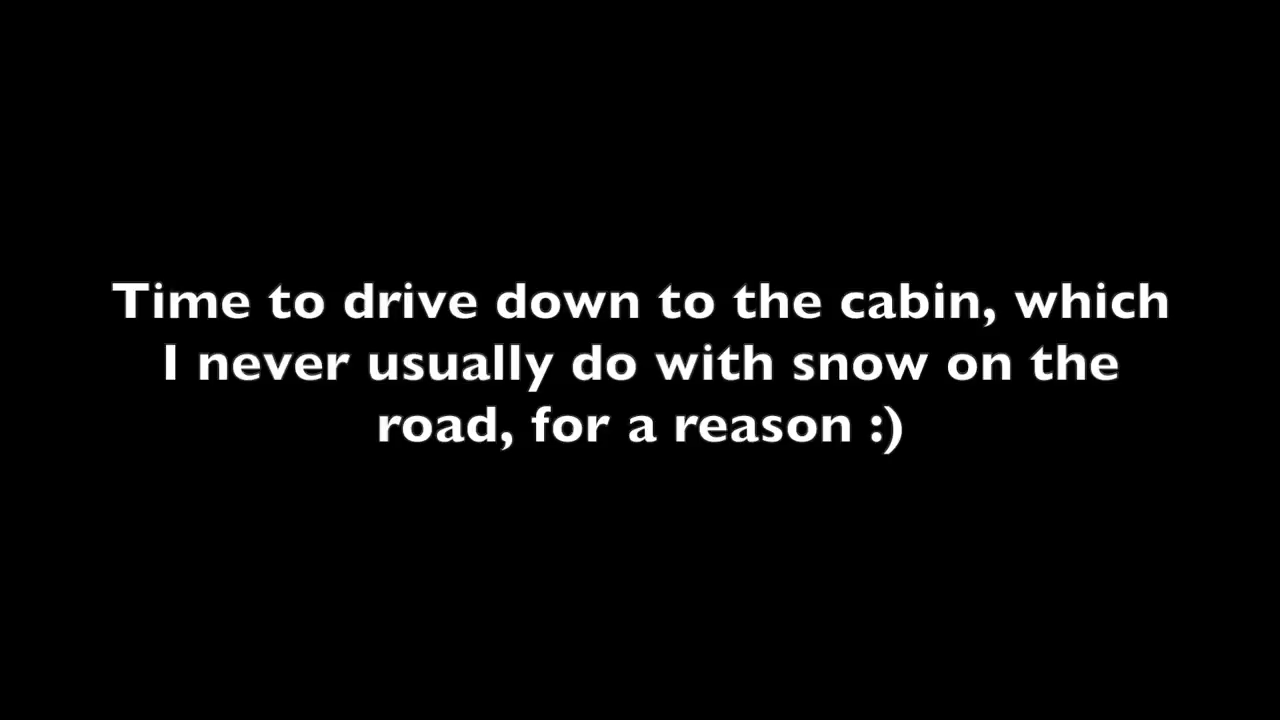 Time to drive down to the cabin, which
I never usually do with snow on the
road, for a reason :)